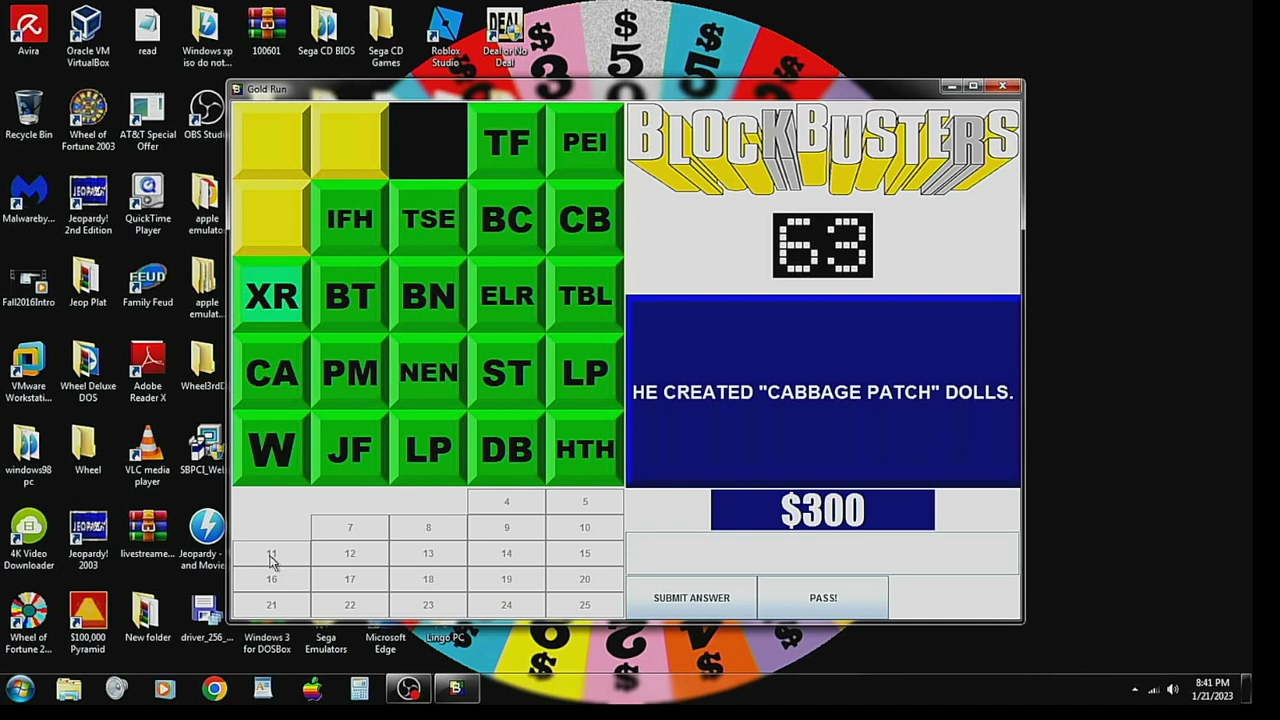 Avira
Oracle VM
VirtualBox
read
Windows xp
iso do not...
100601
Sega CD BIOS
Sega CD
Games
Roblox
Studio
Deal or No
Deal
DEAL
Recycle Bin
Wheel of
Fortune 2003
AT&T Special
Offer
OBS Studi
Malwareby...
Jeopardy!
2nd Edition
QuickTime
Player
apple
emulator
Fall2016Intro
Jeop Plat
Family Feud
apple
emulat...
VMware
Workstati...
Wheel Deluxe
DOS
Adobe
Reader X
Wheel3rdD
windows98
pc
Wheel
VLC media
player
SBPCI_We
4K Video
Downloader
Jeopardy!
2003
livestreame...
Jeopardy -
and Movie
Wheel of
Fortune 2...
$100,000
Pyramid
New folder
driver_256_...
Windows 3
for DOSBox
Sega
Emulators
Microsoft
Edge
Lingo PC
Gold Run
TF PEI
IFH TSE BC CB
XR BT BN ELR TBL
CA PM NEN ST LP
W JF LP DB HTH
4 5
7 8 9 10
11 12 13 14 15
16 17 18 19 20
21 22 23 24 25
BLOCKBUSTERS
63
HE CREATED "CABBAGE PATCH" DOLLS.
$300
SUBMIT ANSWER PASS!
8:41 PM
1/21/2023